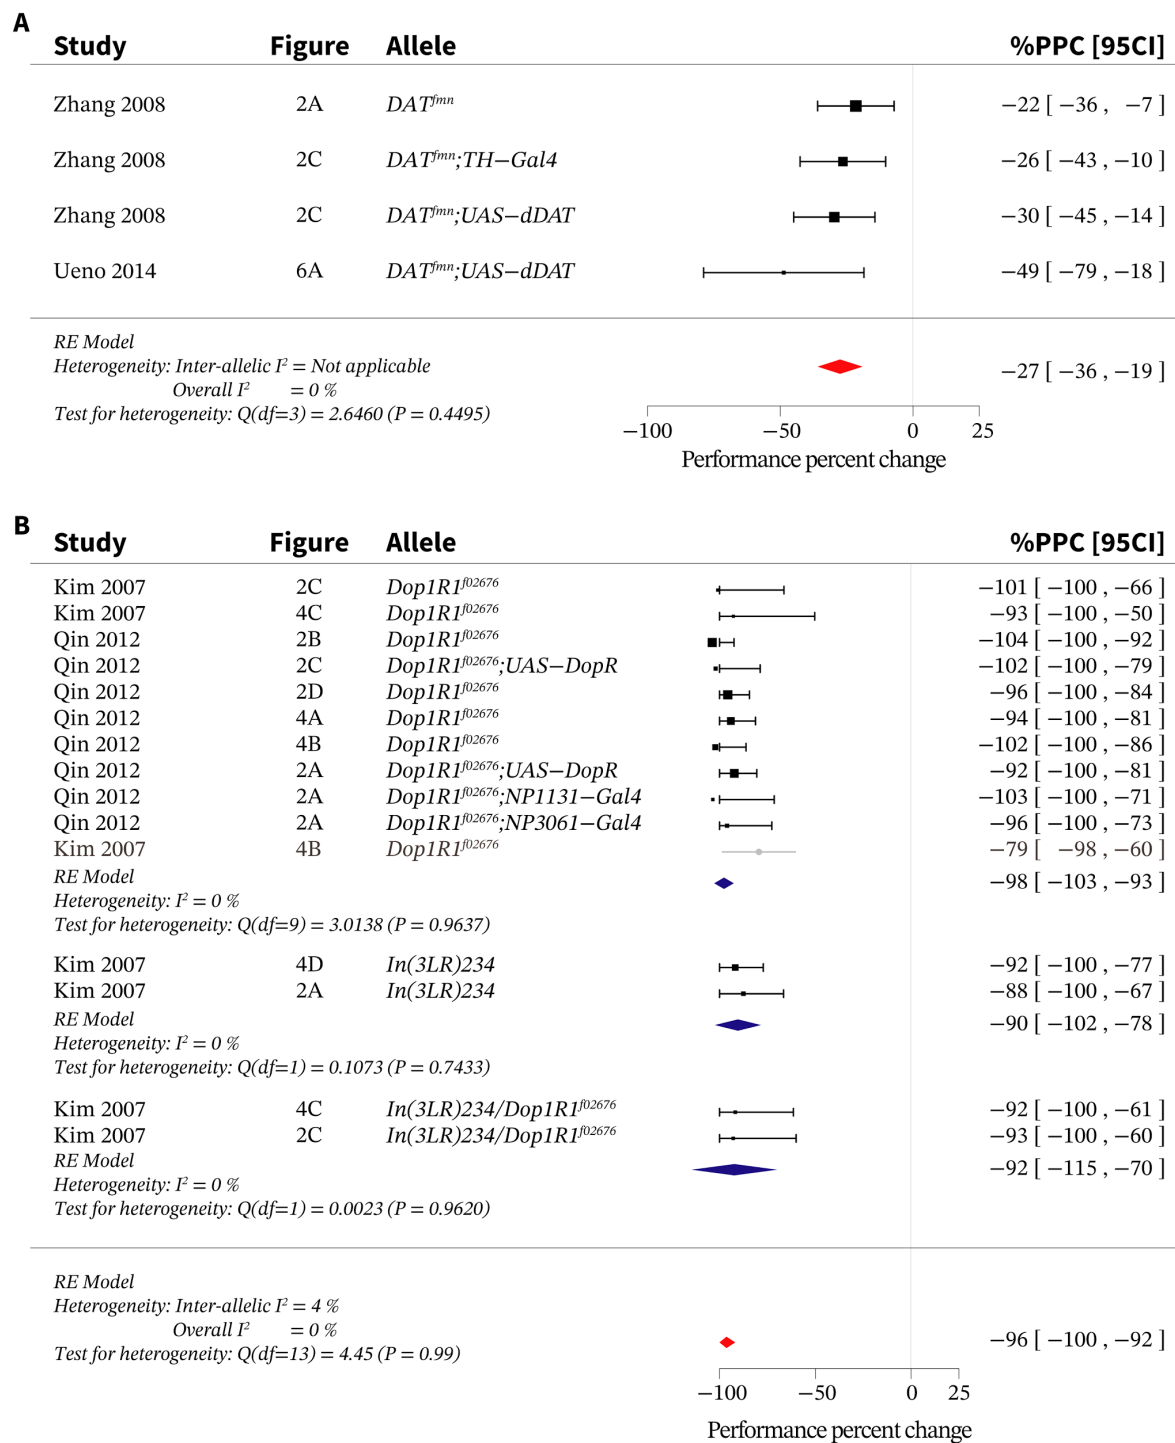 A
Study Figure Allele %PPC [95CI]
Zhang 2008 2A DATfmn −22 [ −36 , −7 ]
Zhang 2008 2C DATfmn;TH−Gal4 −26 [ −43 , −10 ]
Zhang 2008 2C DATfmn;UAS−dDAT −30 [ −45 , −14 ]
Ueno 2014 6A DATfmn;UAS−dDAT −49 [ −79 , −18 ]
RE Model
Heterogeneity: Inter-allelic I² = Not applicable
Overall I² = 0 %
−27 [ −36 , −19 ]
Test for heterogeneity: Q(df=3) = 2.6460 (P = 0.4495)
−100 −50 0 25
Performance percent change
B
Study Figure Allele %PPC [95CI]
Kim 2007 2C Dop1R1f02676 −101 [ −100 , −66 ]
Kim 2007 4C Dop1R1f02676 −93 [ −100 , −50 ]
Qin 2012 2B Dop1R1f02676 −104 [ −100 , −92 ]
Qin 2012 2C Dop1R1f02676;UAS−DopR −102 [ −100 , −79 ]
Qin 2012 2D Dop1R1f02676 −96 [ −100 , −84 ]
Qin 2012 4A Dop1R1f02676 −94 [ −100 , −81 ]
Qin 2012 4B Dop1R1f02676 −102 [ −100 , −86 ]
Qin 2012 2A Dop1R1f02676;UAS−DopR −92 [ −100 , −81 ]
Qin 2012 2A Dop1R1f02676;NP1131−Gal4 −103 [ −100 , −71 ]
Qin 2012 2A Dop1R1f02676;NP3061−Gal4 −96 [ −100 , −73 ]
Kim 2007 4B Dop1R1f02676 −79 [ −98 , −60 ]
RE Model −98 [ −103 , −93 ]
Heterogeneity: I² = 0 %
Test for heterogeneity: Q(df=9) = 3.0138 (P = 0.9637)
Kim 2007 4D In(3LR)234 −92 [ −100 , −77 ]
Kim 2007 2A In(3LR)234 −88 [ −100 , −67 ]
RE Model −90 [ −102 , −78 ]
Heterogeneity: I² = 0 %
Test for heterogeneity: Q(df=1) = 0.1073 (P = 0.7433)
Kim 2007 4C In(3LR)234/Dop1R1f02676 −92 [ −100 , −61 ]
Kim 2007 2C In(3LR)234/Dop1R1f02676 −93 [ −100 , −60 ]
RE Model −92 [ −115 , −70 ]
Heterogeneity: I² = 0 %
Test for heterogeneity: Q(df=1) = 0.0023 (P = 0.9620)
RE Model
Heterogeneity: Inter-allelic I² = 4 %
Overall I² = 0 %
−96 [ −100 , −92 ]
Test for heterogeneity: Q(df=13) = 4.45 (P = 0.99)
−100 −50 0 25
Performance percent change